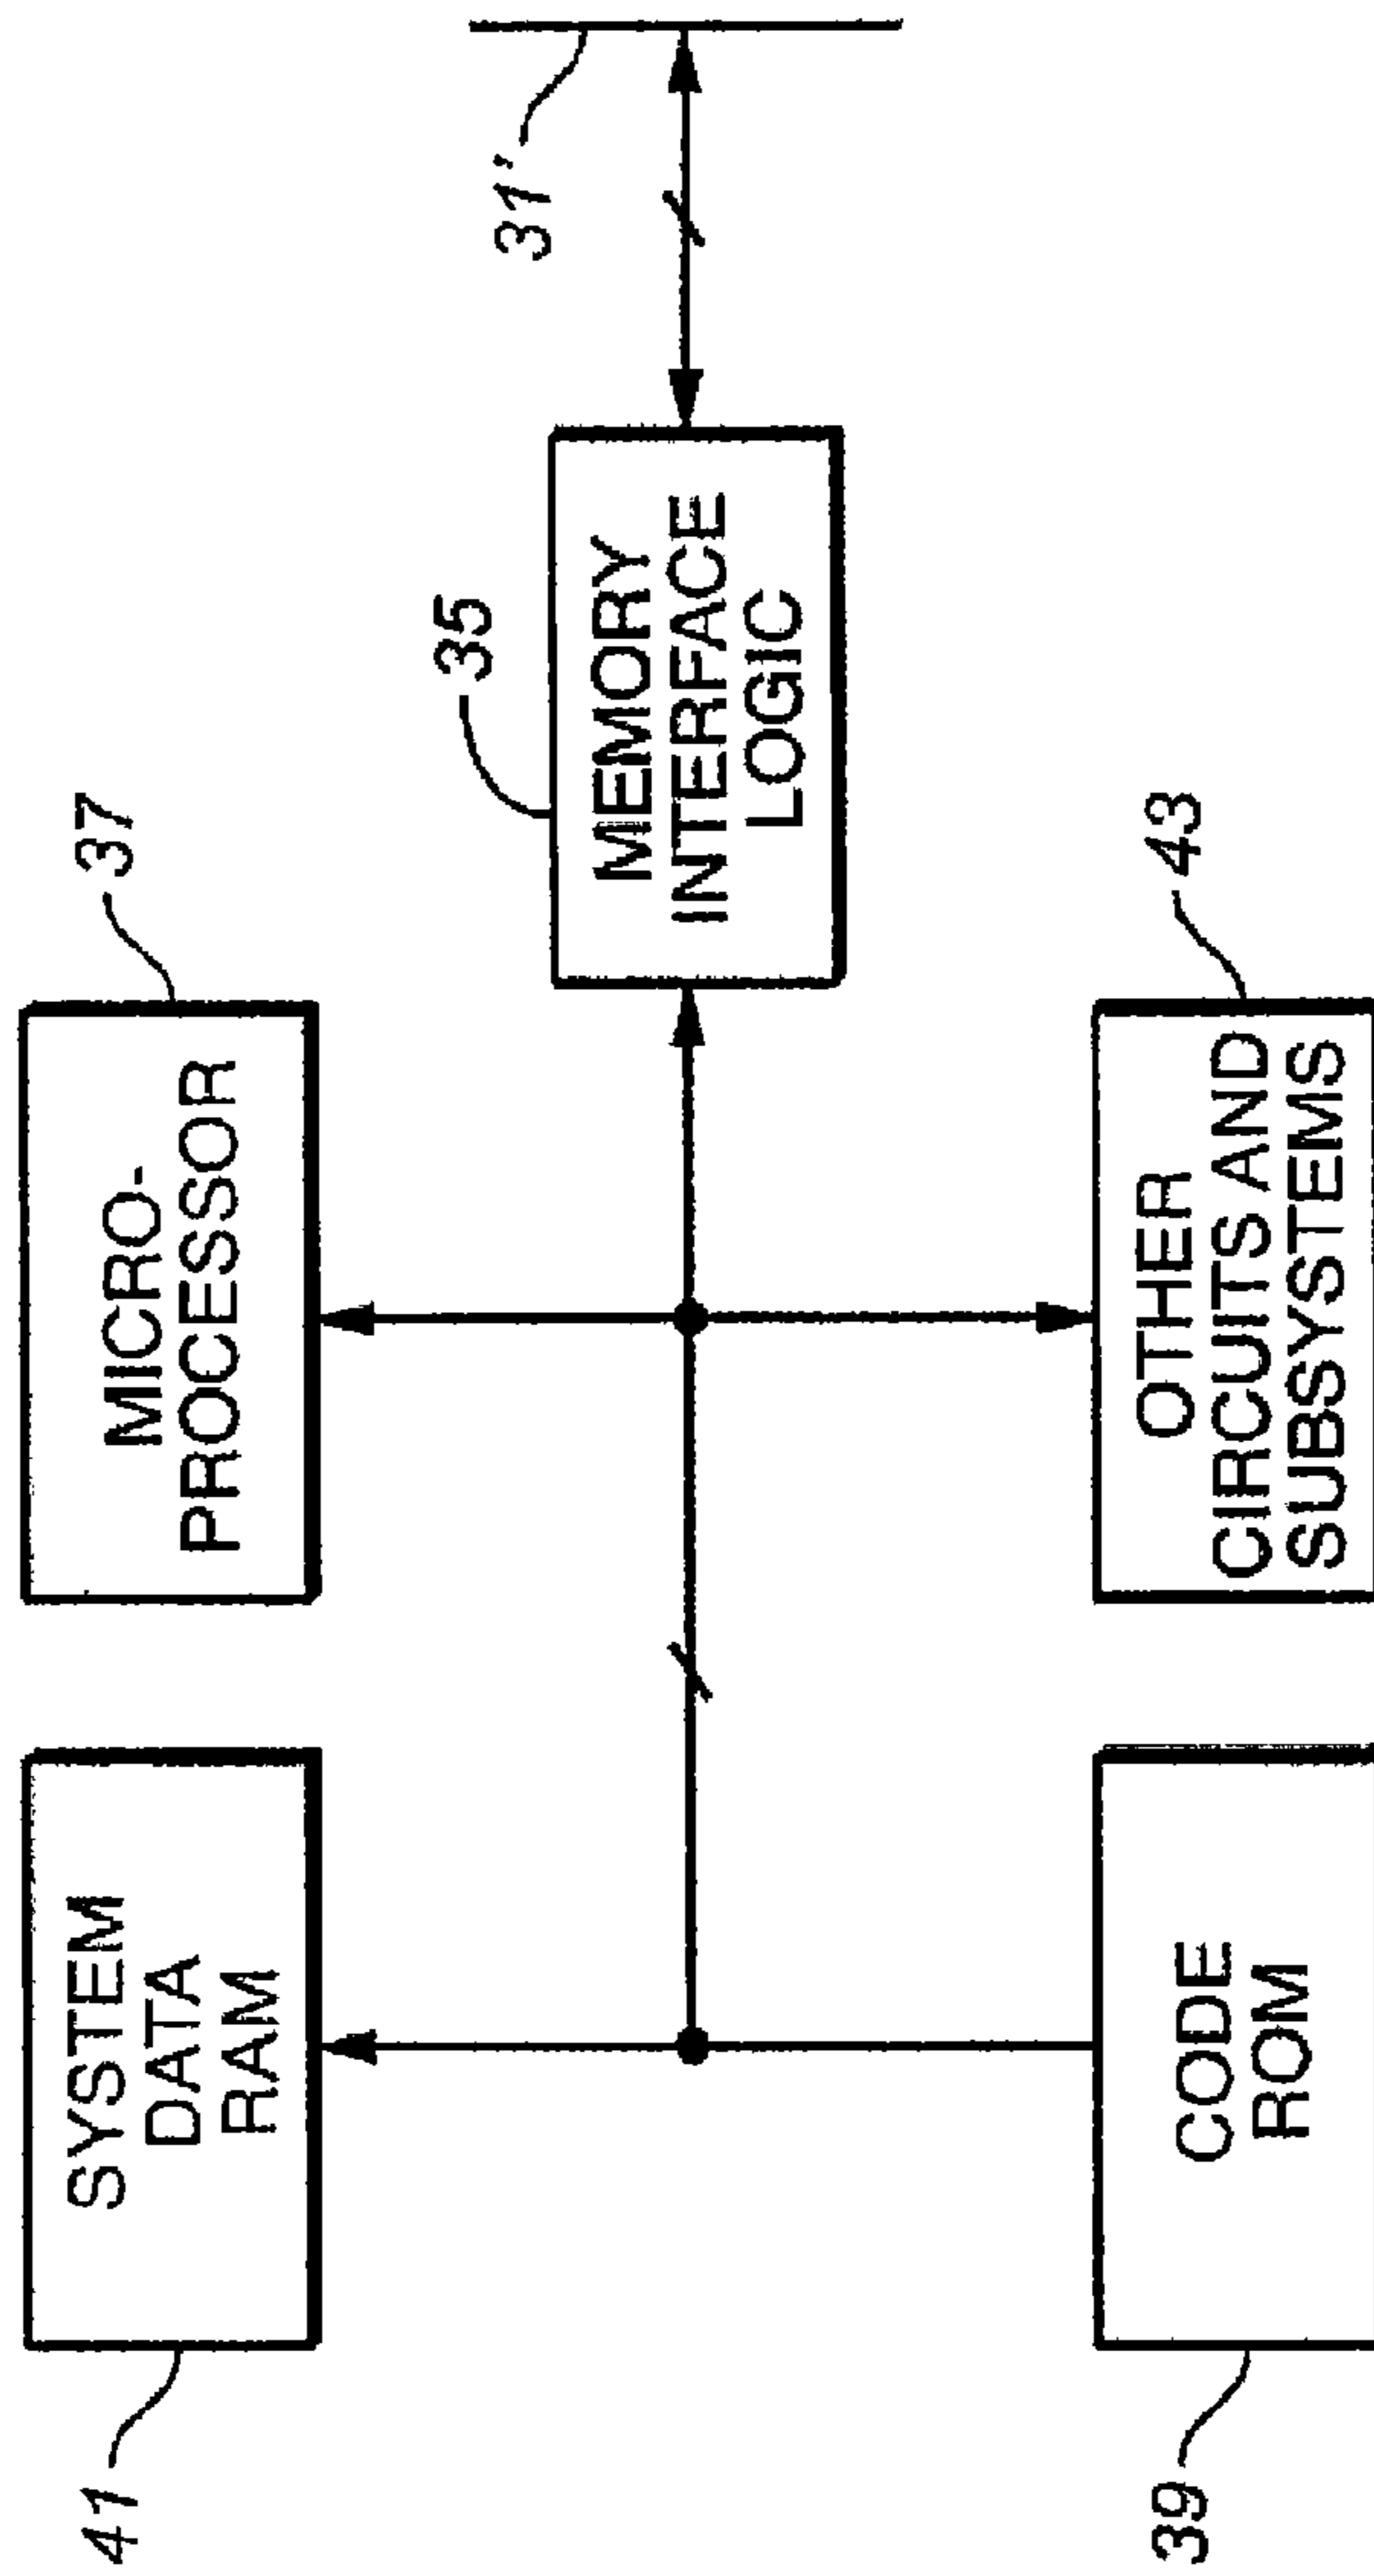 41
SYSTEM
DATA
RAM
37
MICRO-
PROCESSOR
35
MEMORY
INTERFACE
LOGIC
31'
39
CODE
ROM
43
OTHER
CIRCUITS AND
SUBSYSTEMS